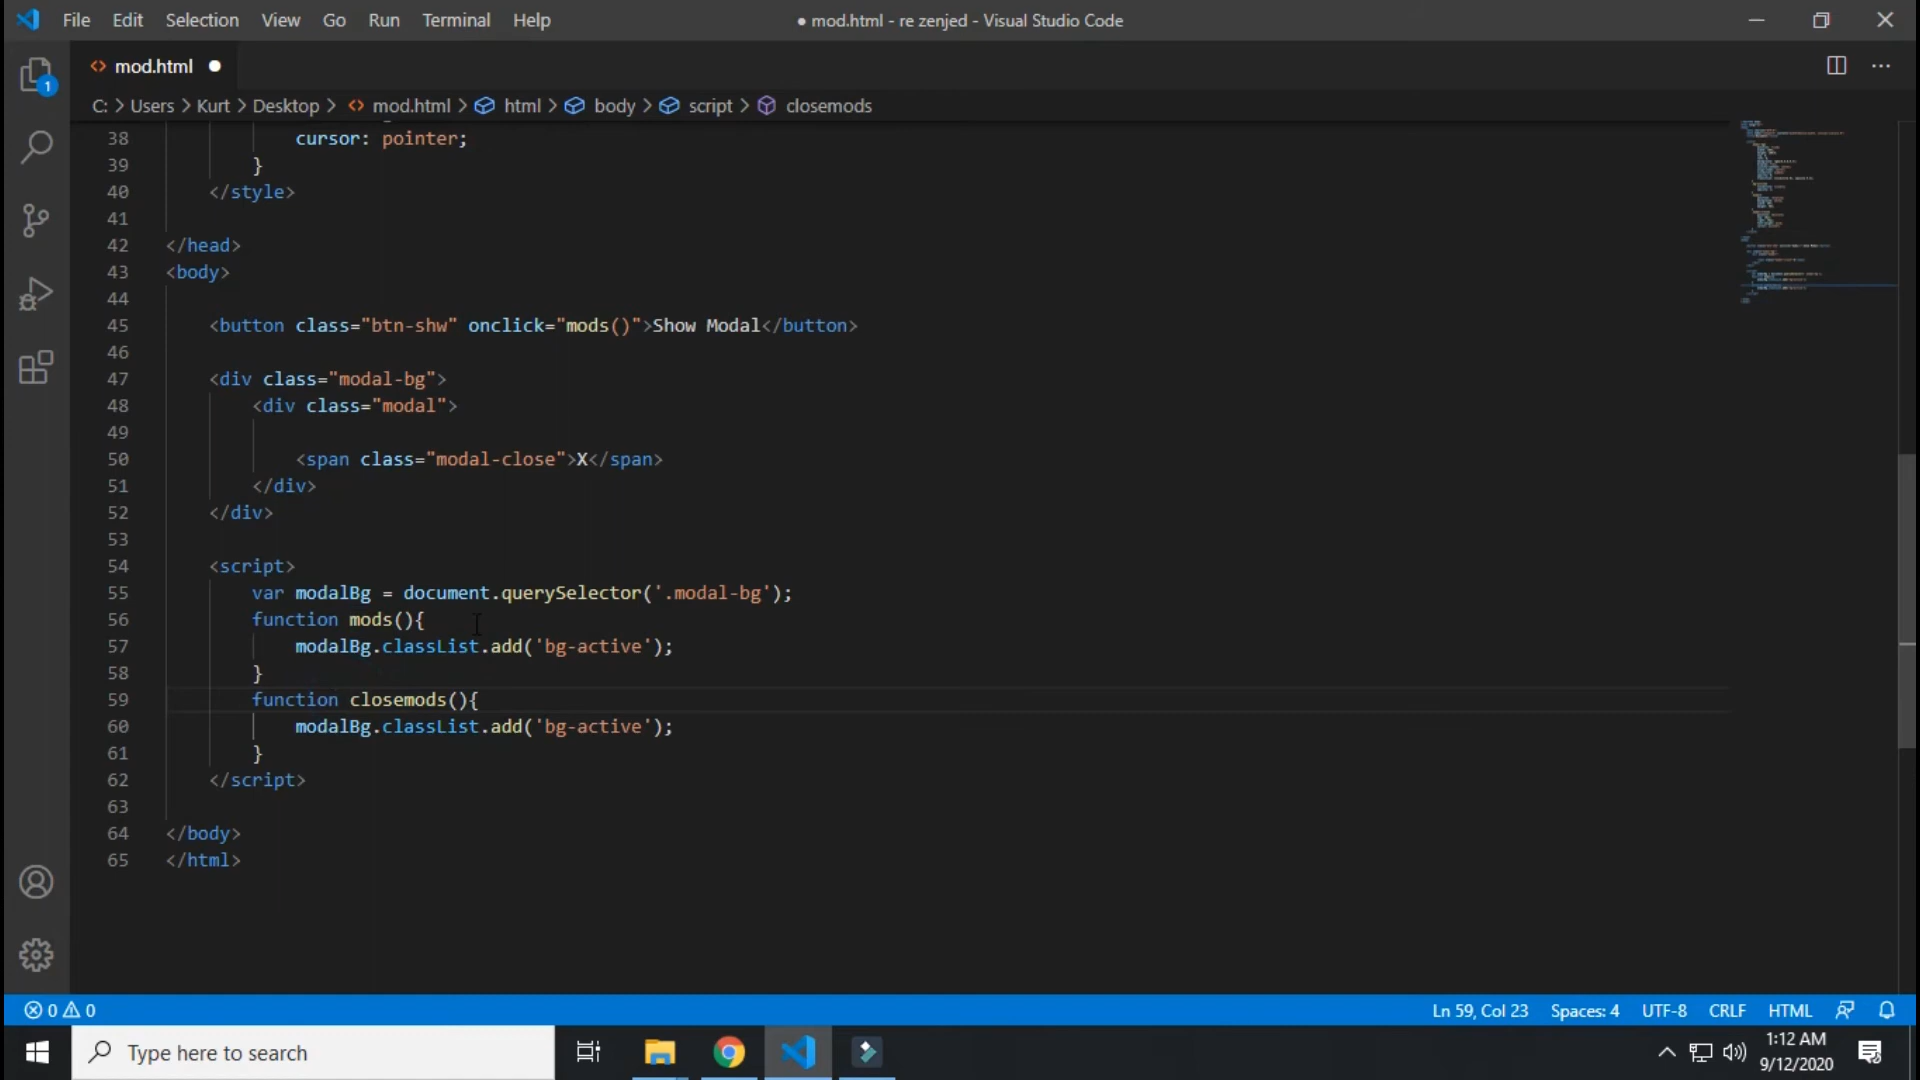 File Edit Selection View Go Run Terminal Help
● mod.html - re zenjed - Visual Studio Code
<> mod.html ●
1
C: > Users > Kurt > Desktop > <> mod.html > html > body > script > closemods
38 cursor: pointer;
39 }
40 </style>
41
42 </head>
43 <body>
44
45 <button class="btn-shw" onclick="mods()">Show Modal</button>
46
47 <div class="modal-bg">
48 <div class="modal">
49
50 <span class="modal-close">X</span>
51 </div>
52 </div>
53
54 <script>
55 var modalBg = document.querySelector('.modal-bg');
56 function mods(){
57 modalBg.classList.add('bg-active');
58 }
59 function closemods(){
60 modalBg.classList.add('bg-active');
61 }
62 </script>
63
64 </body>
65 </html>
0 0
Ln 59, Col 23 Spaces: 4 UTF-8 CRLF HTML
Type here to search
1:12 AM
9/12/2020